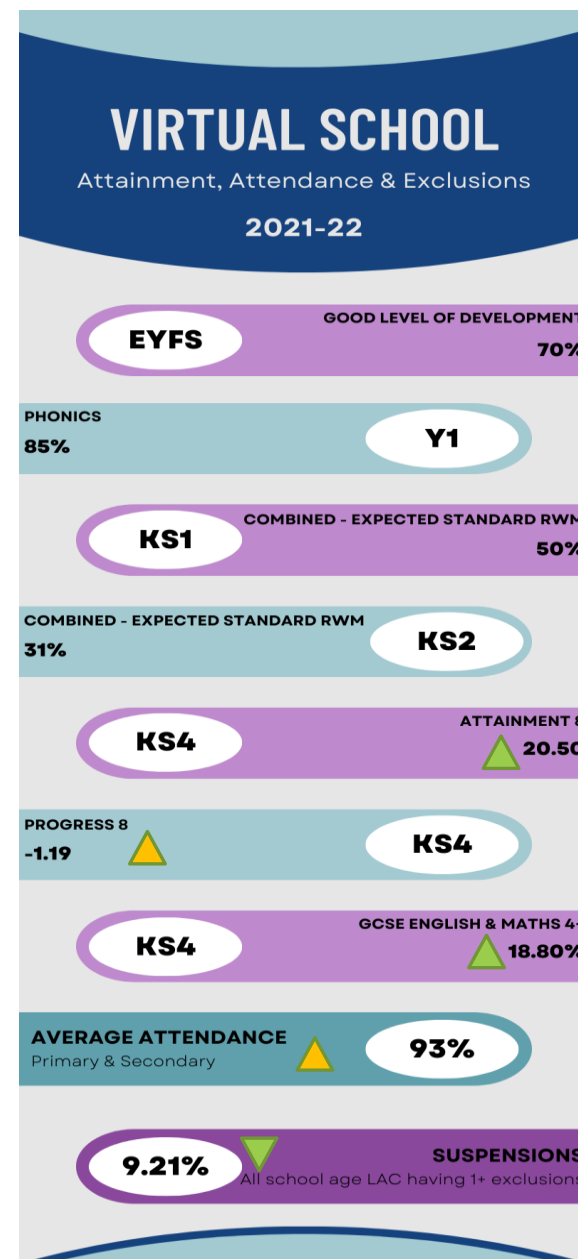 VIRTUAL SCHOOL
Attainment, Attendance & Exclusions
2021-22
EYFS
GOOD LEVEL OF DEVELOPMENT
70%
PHONICS
85%
Y1
KS1
COMBINED - EXPECTED STANDARD RWM
50%
COMBINED - EXPECTED STANDARD RWM
31%
KS2
KS4
ATTAINMENT 8
20.50
PROGRESS 8
-1.19
KS4
KS4
GCSE ENGLISH & MATHS 4+
18.80%
AVERAGE ATTENDANCE
Primary & Secondary
93%
9.21%
SUSPENSIONS
All school age LAC having 1+ exclusions